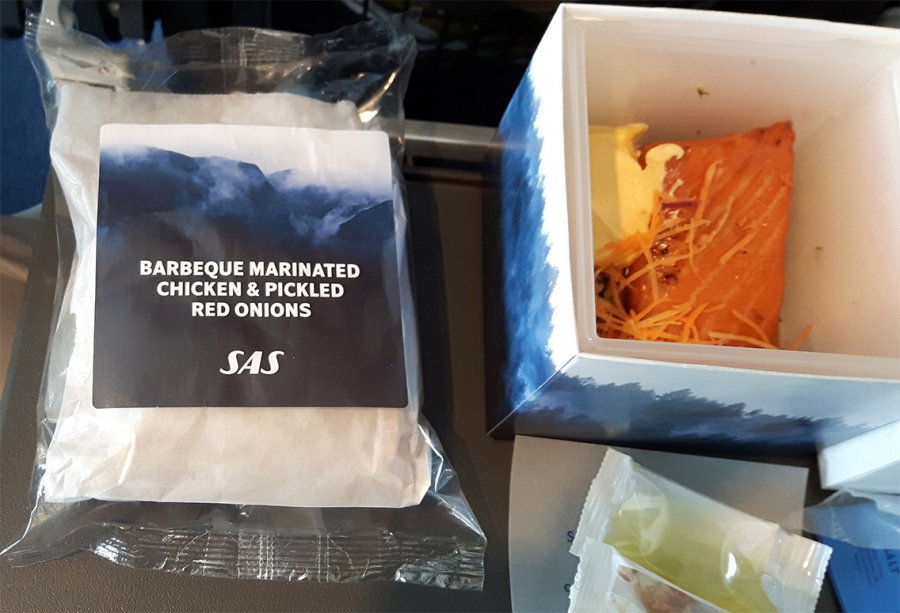 BARBEQUE MARINATED
CHICKEN & PICKLED
RED ONIONS
SAS